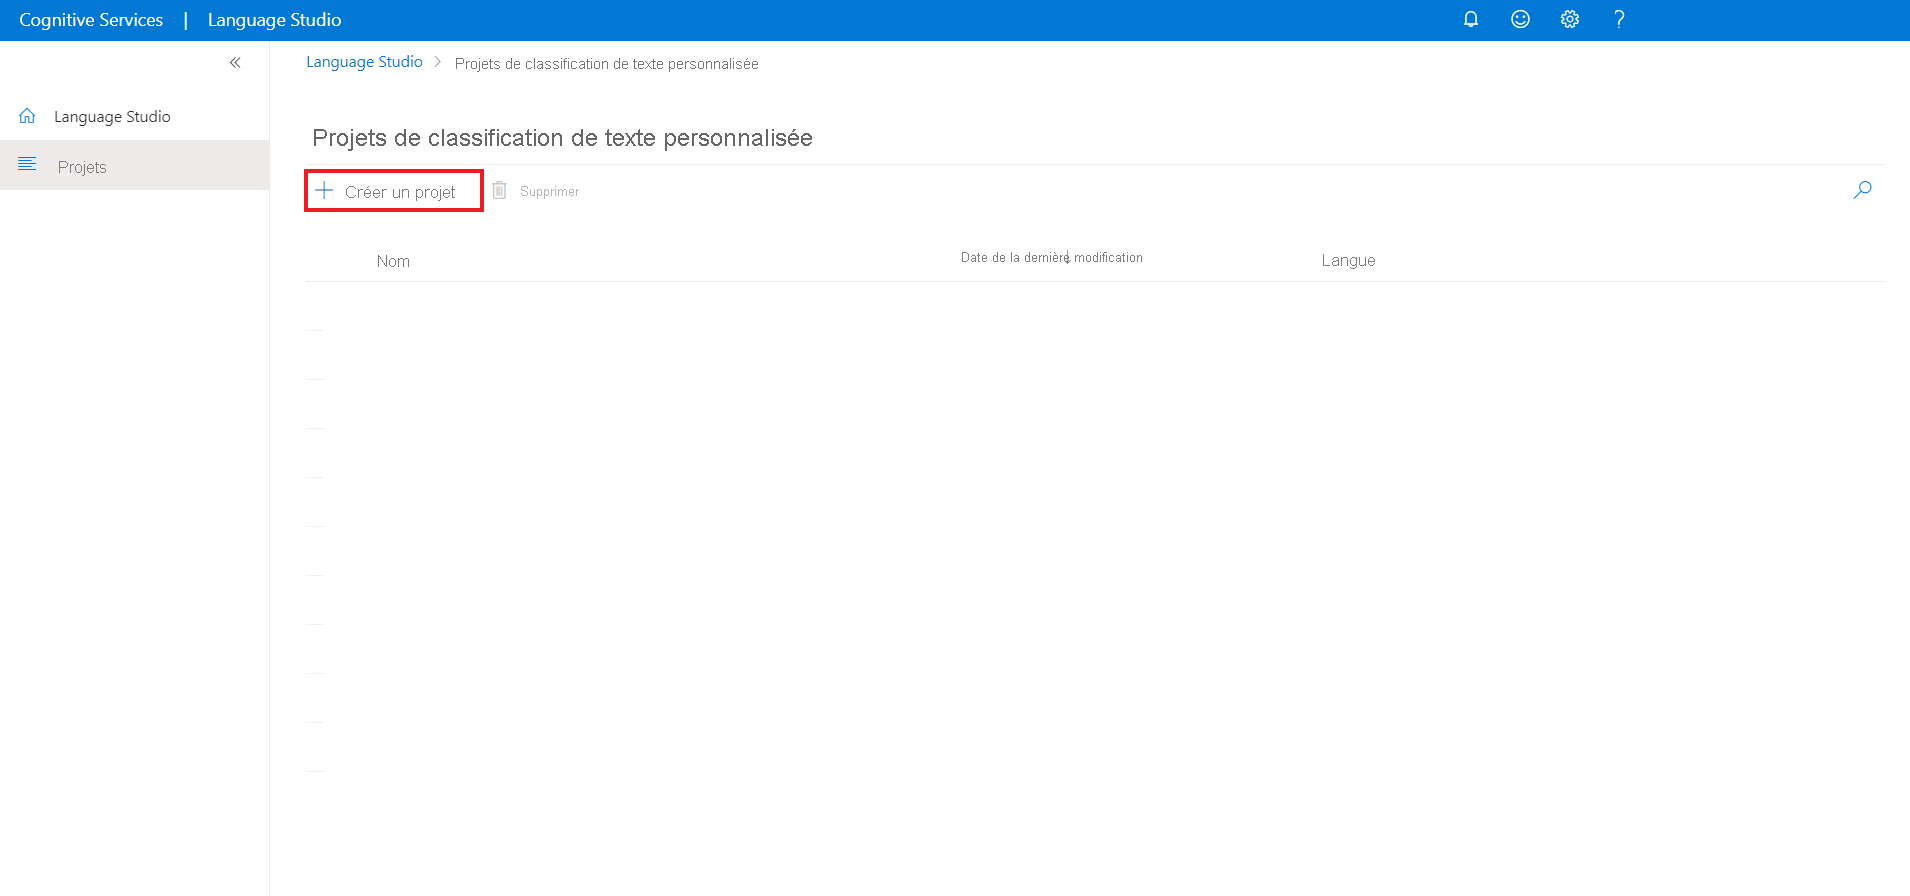 Cognitive Services | Language Studio
Language Studio > Projets de classification de texte personnalisée
Language Studio
Projets
Projets de classification de texte personnalisée
Créer un projet Supprimer
Nom Date de la dernière modification Langue